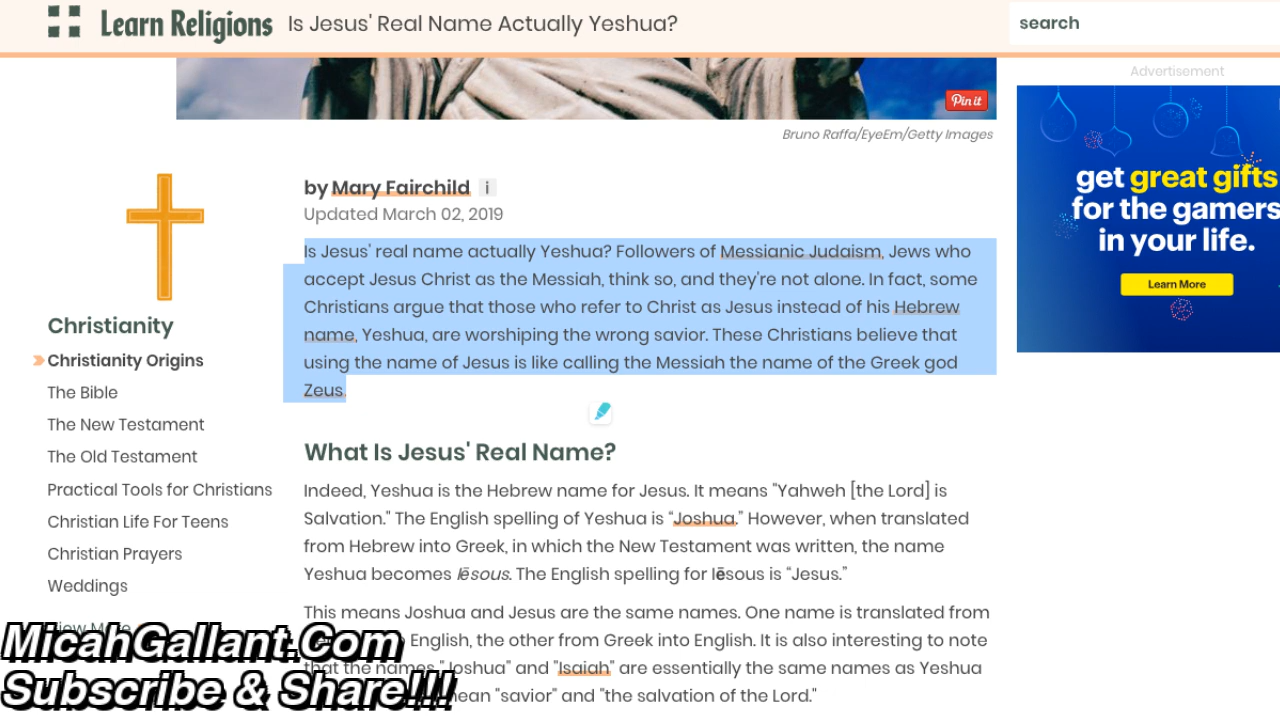 Learn Religions
Is Jesus' Real Name Actually Yeshua?
search
Advertisement
Pin it
Bruno Raffa/EyeEm/Getty Images
get great gifts
for the gamers
in your life.
Learn More
by Mary Fairchild i
Updated March 02, 2019
Is Jesus' real name actually Yeshua? Followers of Messianic Judaism, Jews who
accept Jesus Christ as the Messiah, think so, and they're not alone. In fact, some
Christians argue that those who refer to Christ as Jesus instead of his Hebrew
name, Yeshua, are worshiping the wrong savior. These Christians believe that
using the name of Jesus is like calling the Messiah the name of the Greek god
Zeus.
Christianity
Christianity Origins
The Bible
The New Testament
The Old Testament
Practical Tools for Christians
Christian Life For Teens
Christian Prayers
Weddings
View More
What Is Jesus' Real Name?
Indeed, Yeshua is the Hebrew name for Jesus. It means "Yahweh [the Lord] is
Salvation." The English spelling of Yeshua is “Joshua.” However, when translated
from Hebrew into Greek, in which the New Testament was written, the name
Yeshua becomes Iēsous. The English spelling for Iēsous is “Jesus.”
This means Joshua and Jesus are the same names. One name is translated from
English, the other from Greek into English. It is also interesting to note
that the names "Joshua" and "Isaiah" are essentially the same names as Yeshua
mean "savior" and "the salvation of the Lord."
MicahGallant.Com
Subscribe & Share!!!